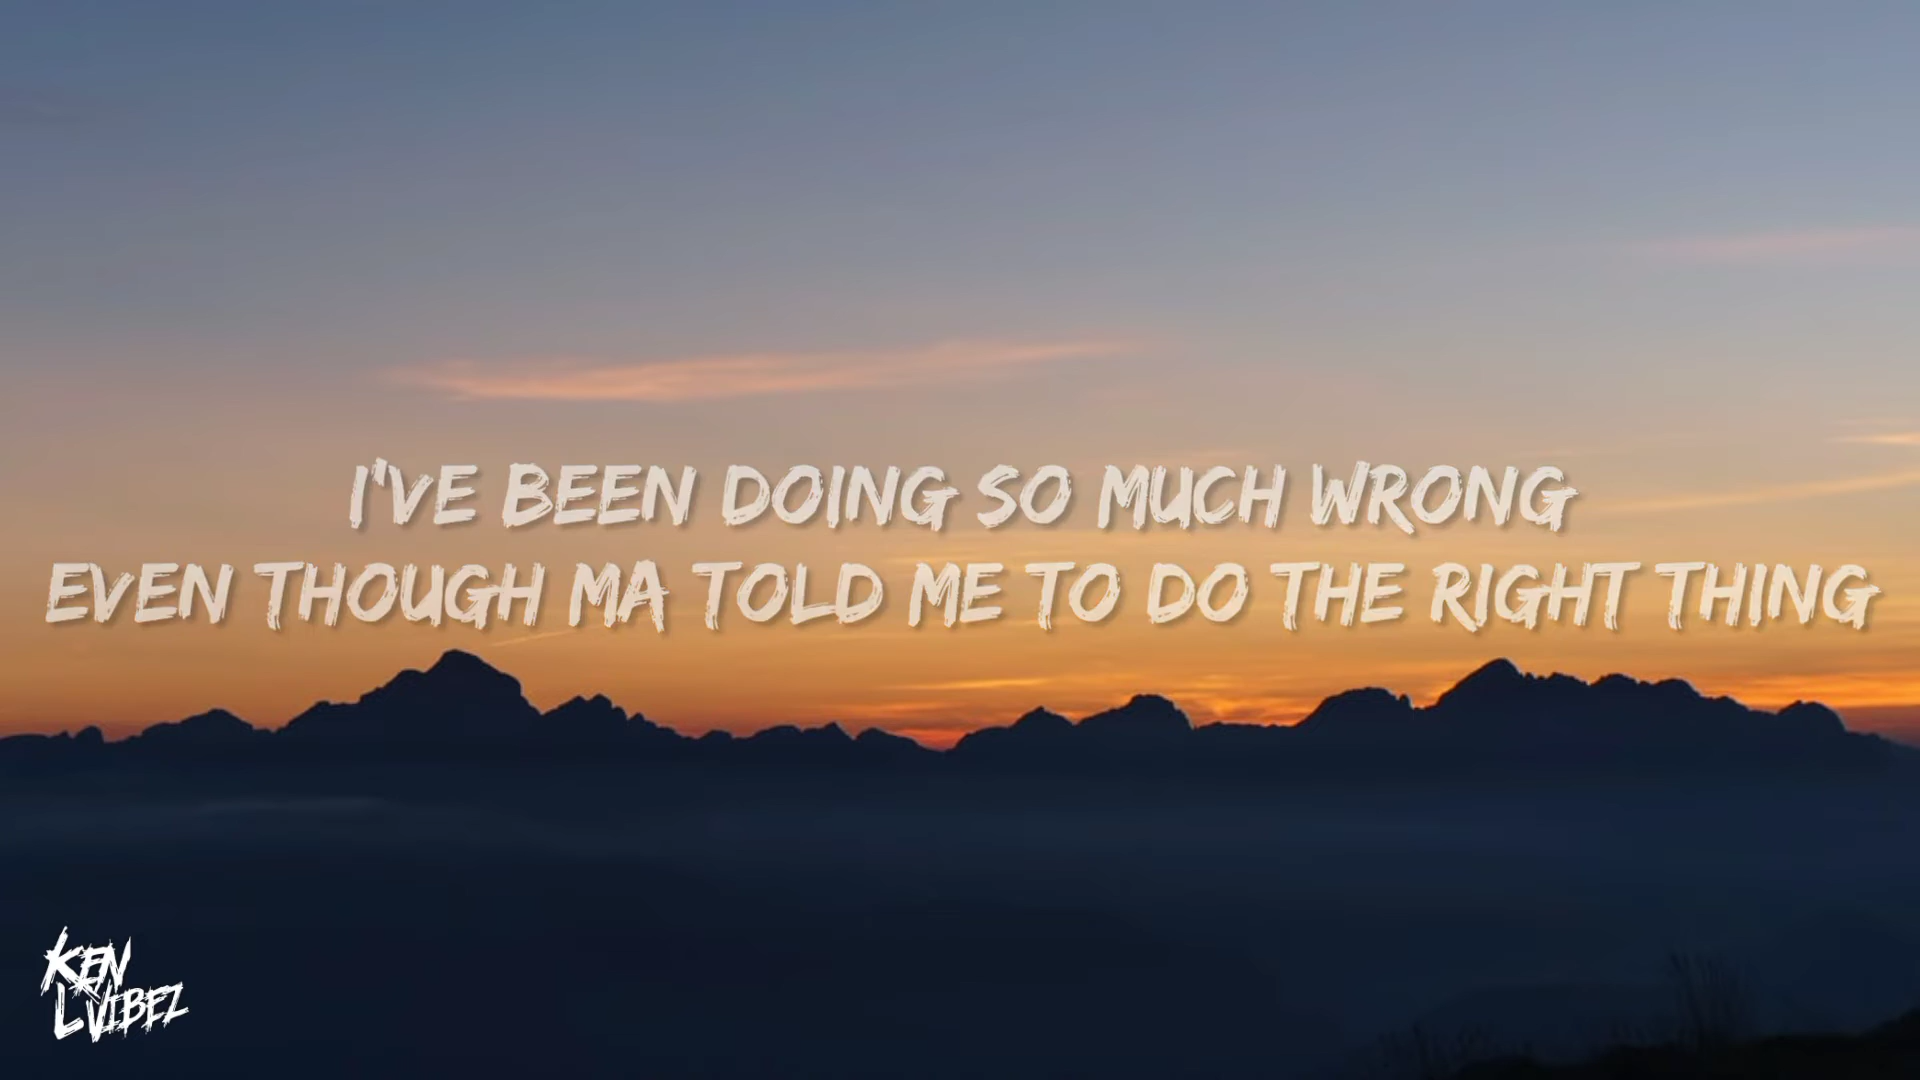 I'VE BEEN DOING SO MUCH WRONG
EVEN THOUGH MA TOLD ME TO DO THE RIGHT THING
KEN
LVIBEZ